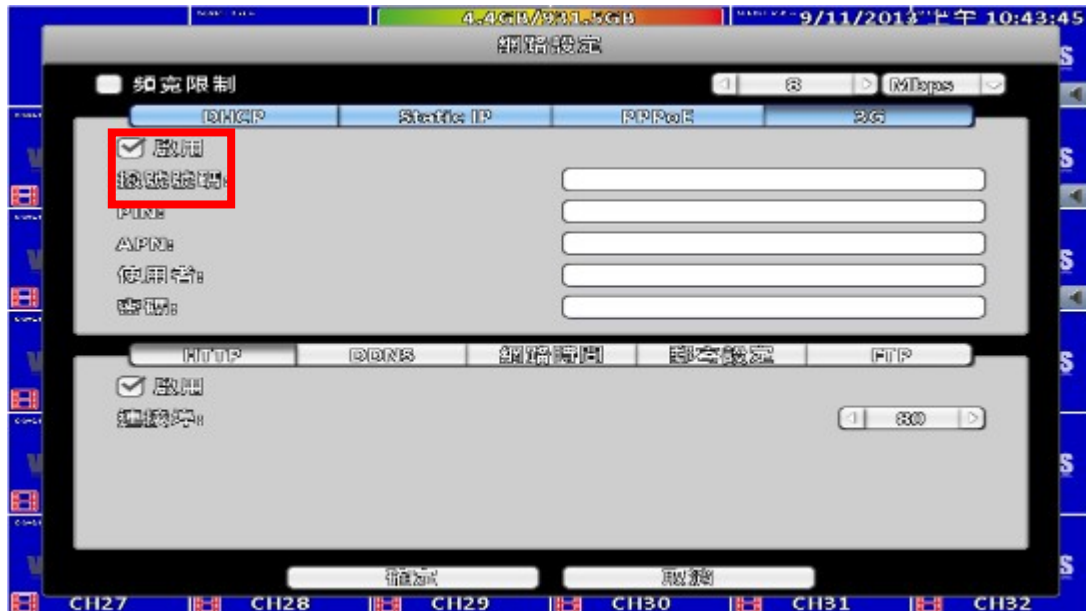 4.4GB/931.5GB
9/11/2013 上午 10:43:45
網路設定
頻寬限制 8 Mbps
DHCP Static IP PPPoE 3G
啟用
撥號號碼:
PIN:
APN:
使用者:
密碼:
HTTP DDNS 網路時間 郵寄設定 FTP
啟用
連接埠: 80
確定 取消
CH27 CH28 CH29 CH30 CH31 CH32